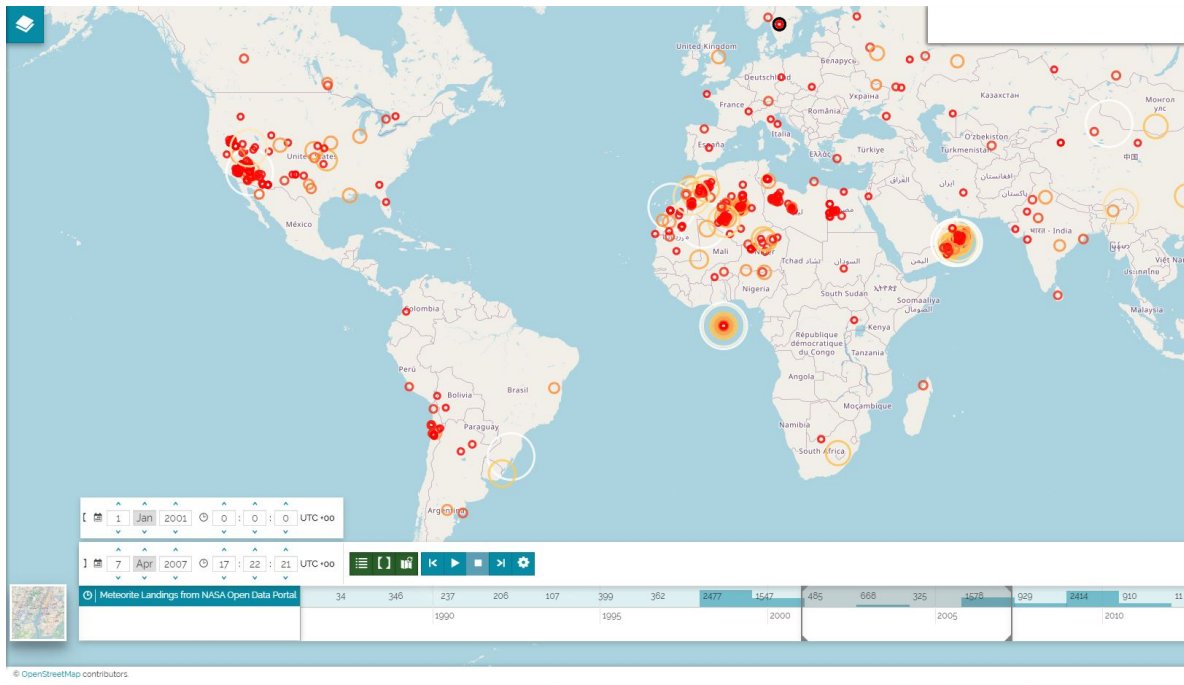 United Kingdom
Беларусь
Deutschland
Україна
Казахстан
Монгол
улс
France
România
Italia
España
Ελλάς
Türkiye
O'zbekiston
Türkmenistan
中国
United States
العراق
ایران
افغانستان
پاکستان
México
مصر
भारत - India
Mali
Niger
Tchad تشاد
السودان
اليمن
Việt Nam
Nigeria
South Sudan
Soomaaliya
الصومال
Malaysia
Colombia
République
démocratique
du Congo
Kenya
Tanzania
Perú
Brasil
Bolivia
Angola
Moçambique
Paraguay
Namibia
South Africa
Argentina
[ 1 Jan 2001 0 : 0 : 0 UTC +00
] 7 Apr 2007 17 : 22 : 21 UTC +00
Meteorite Landings from NASA Open Data Portal
34 346 237 206 107 399 362 2477 1547 485 668 325 1578 929 2414 910 11
1990 1995 2000 2005 2010
© OpenStreetMap contributors.